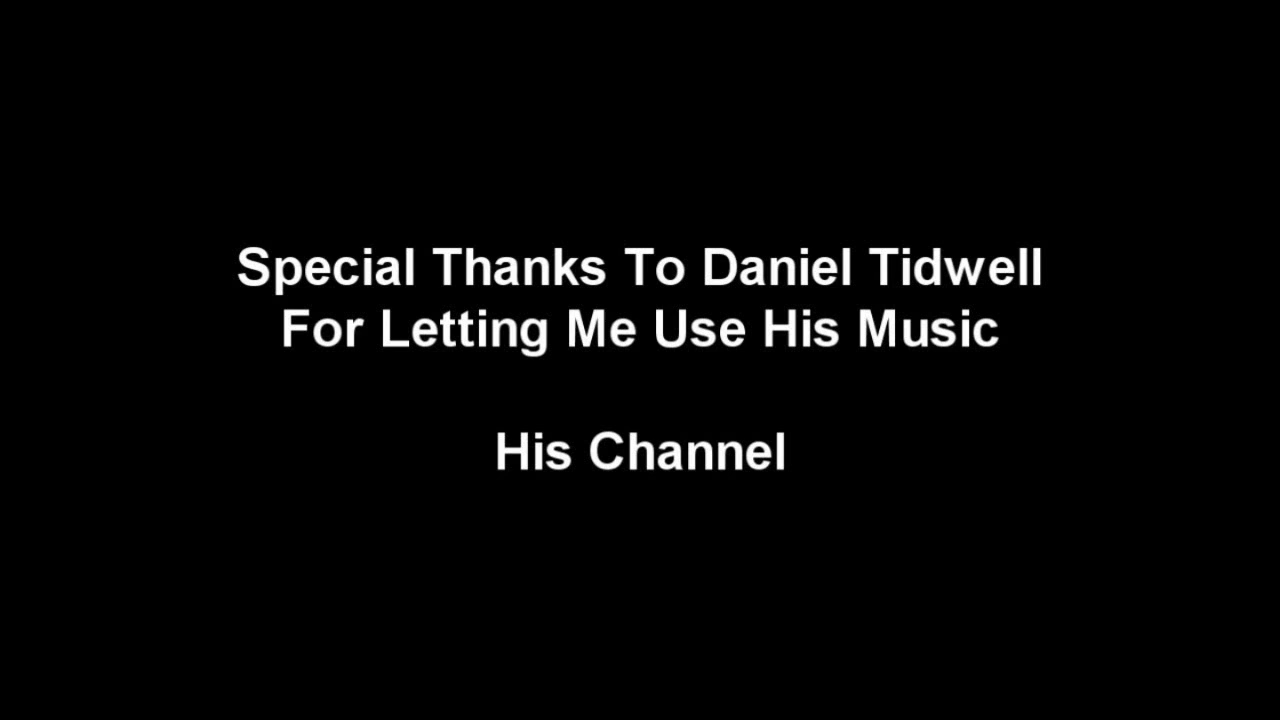 Special Thanks To Daniel Tidwell
For Letting Me Use His Music
His Channel